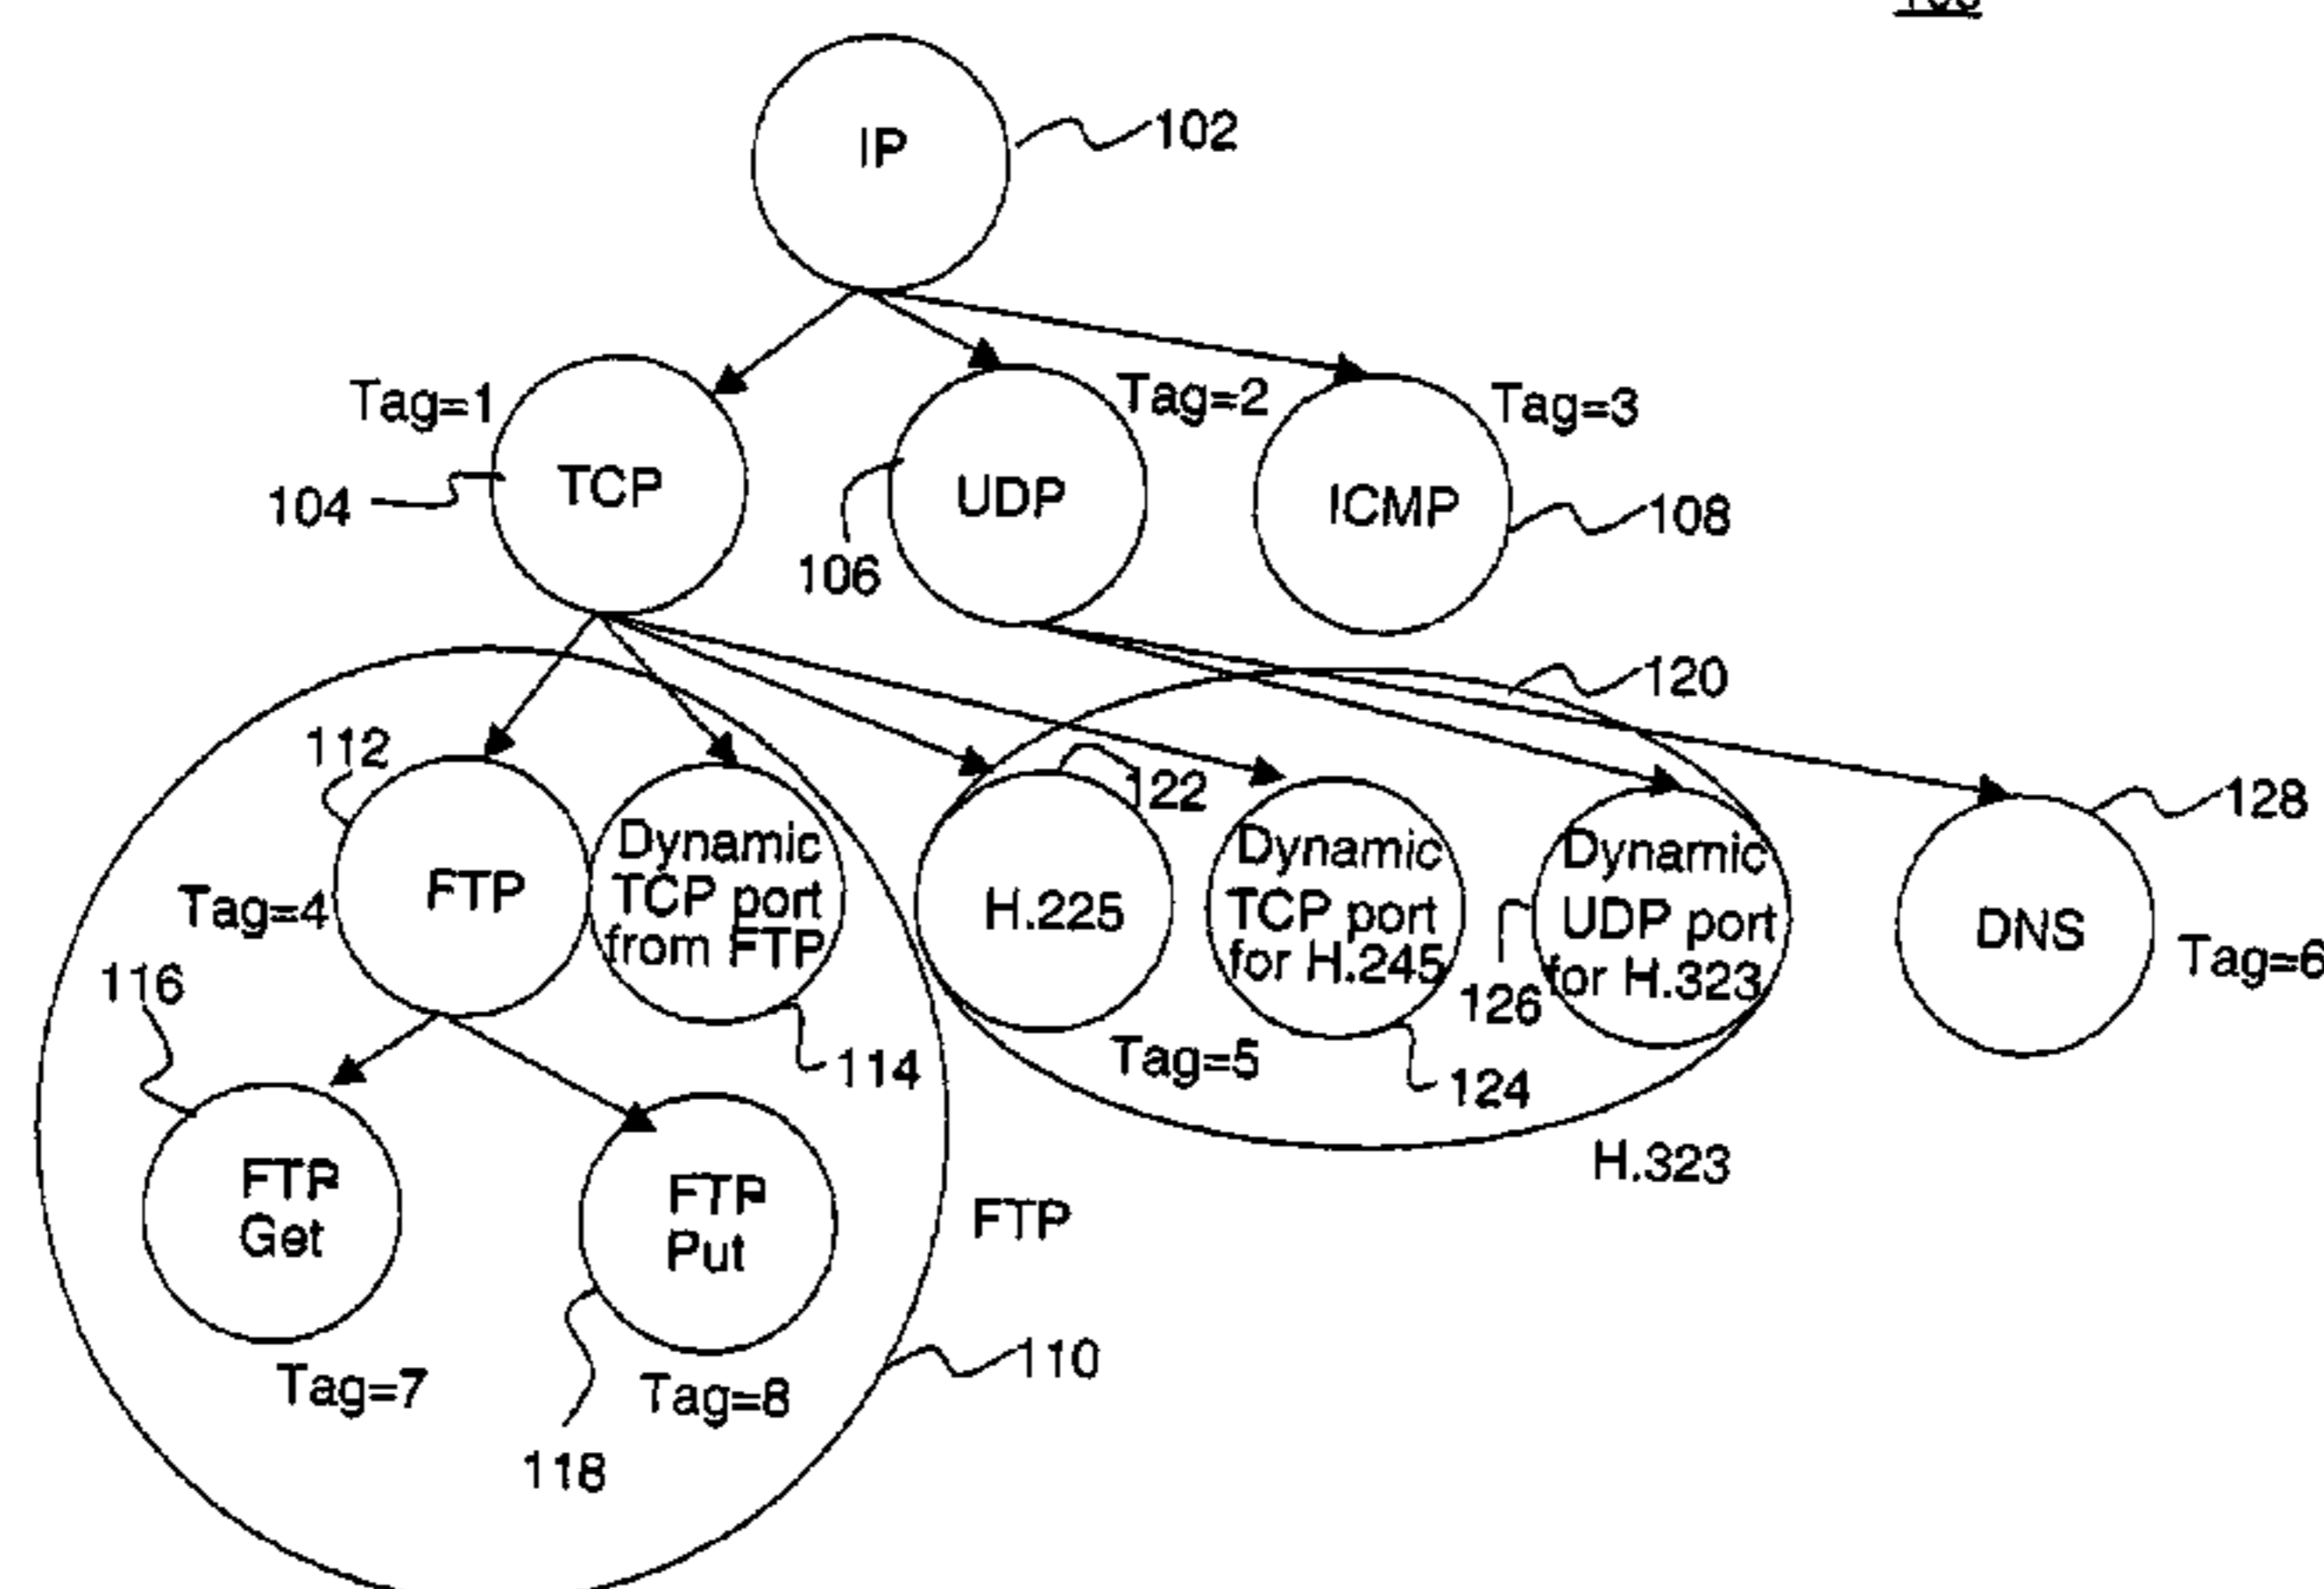 IP
102
Tag=1
Tag=2
Tag=3
104
TCP
UDP
ICMP
108
106
120
112
122
128
FTP
Tag=4
Dynamic
TCP port
from FTP
H.225
Dynamic
TCP port
for H.245
Dynamic
UDP port
for H.323
126
DNS
Tag=6
116
114
Tag=5
124
H.323
FTP
Get
FTP
Put
FTP
110
Tag=7
Tag=8
118